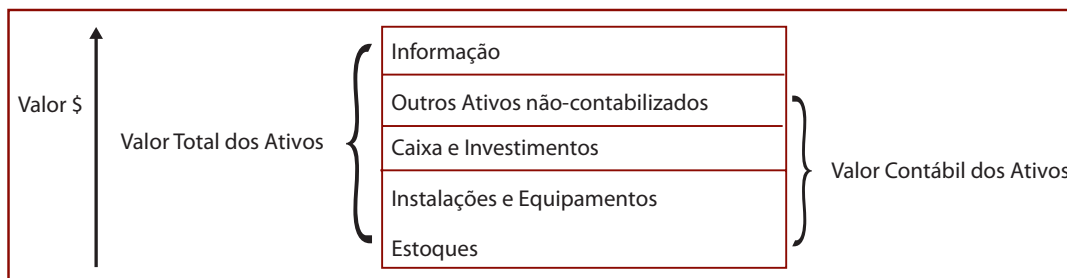 Valor $
Valor Total dos Ativos
Informação
Outros Ativos não-contabilizados
Caixa e Investimentos
Instalações e Equipamentos
Estoques
Valor Contábil dos Ativos